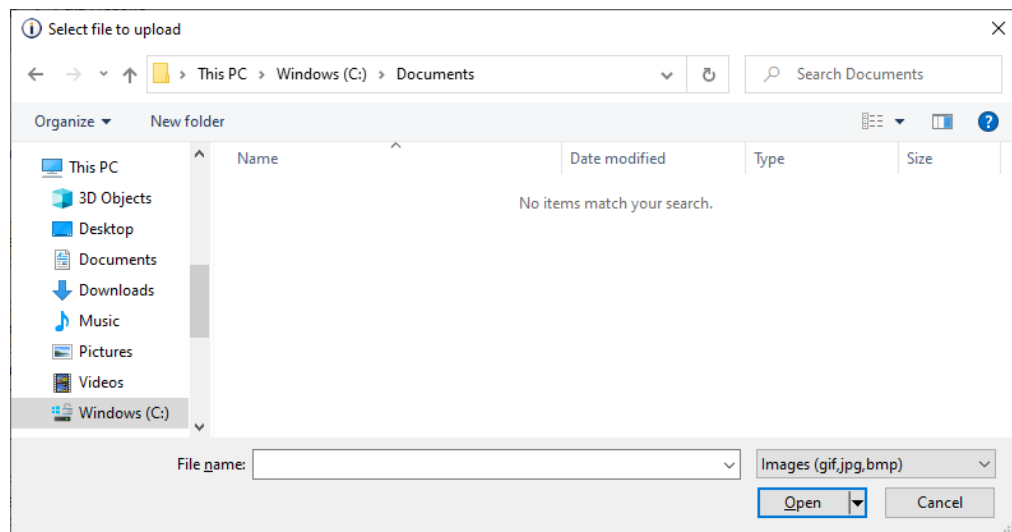 Select file to upload
This PC > Windows (C:) > Documents
Search Documents
Organize
New folder
Name
Date modified
Type
Size
This PC
3D Objects
Desktop
Documents
Downloads
Music
Pictures
Videos
Windows (C:)
No items match your search.
File name:
Images (gif,jpg,bmp)
Open
Cancel